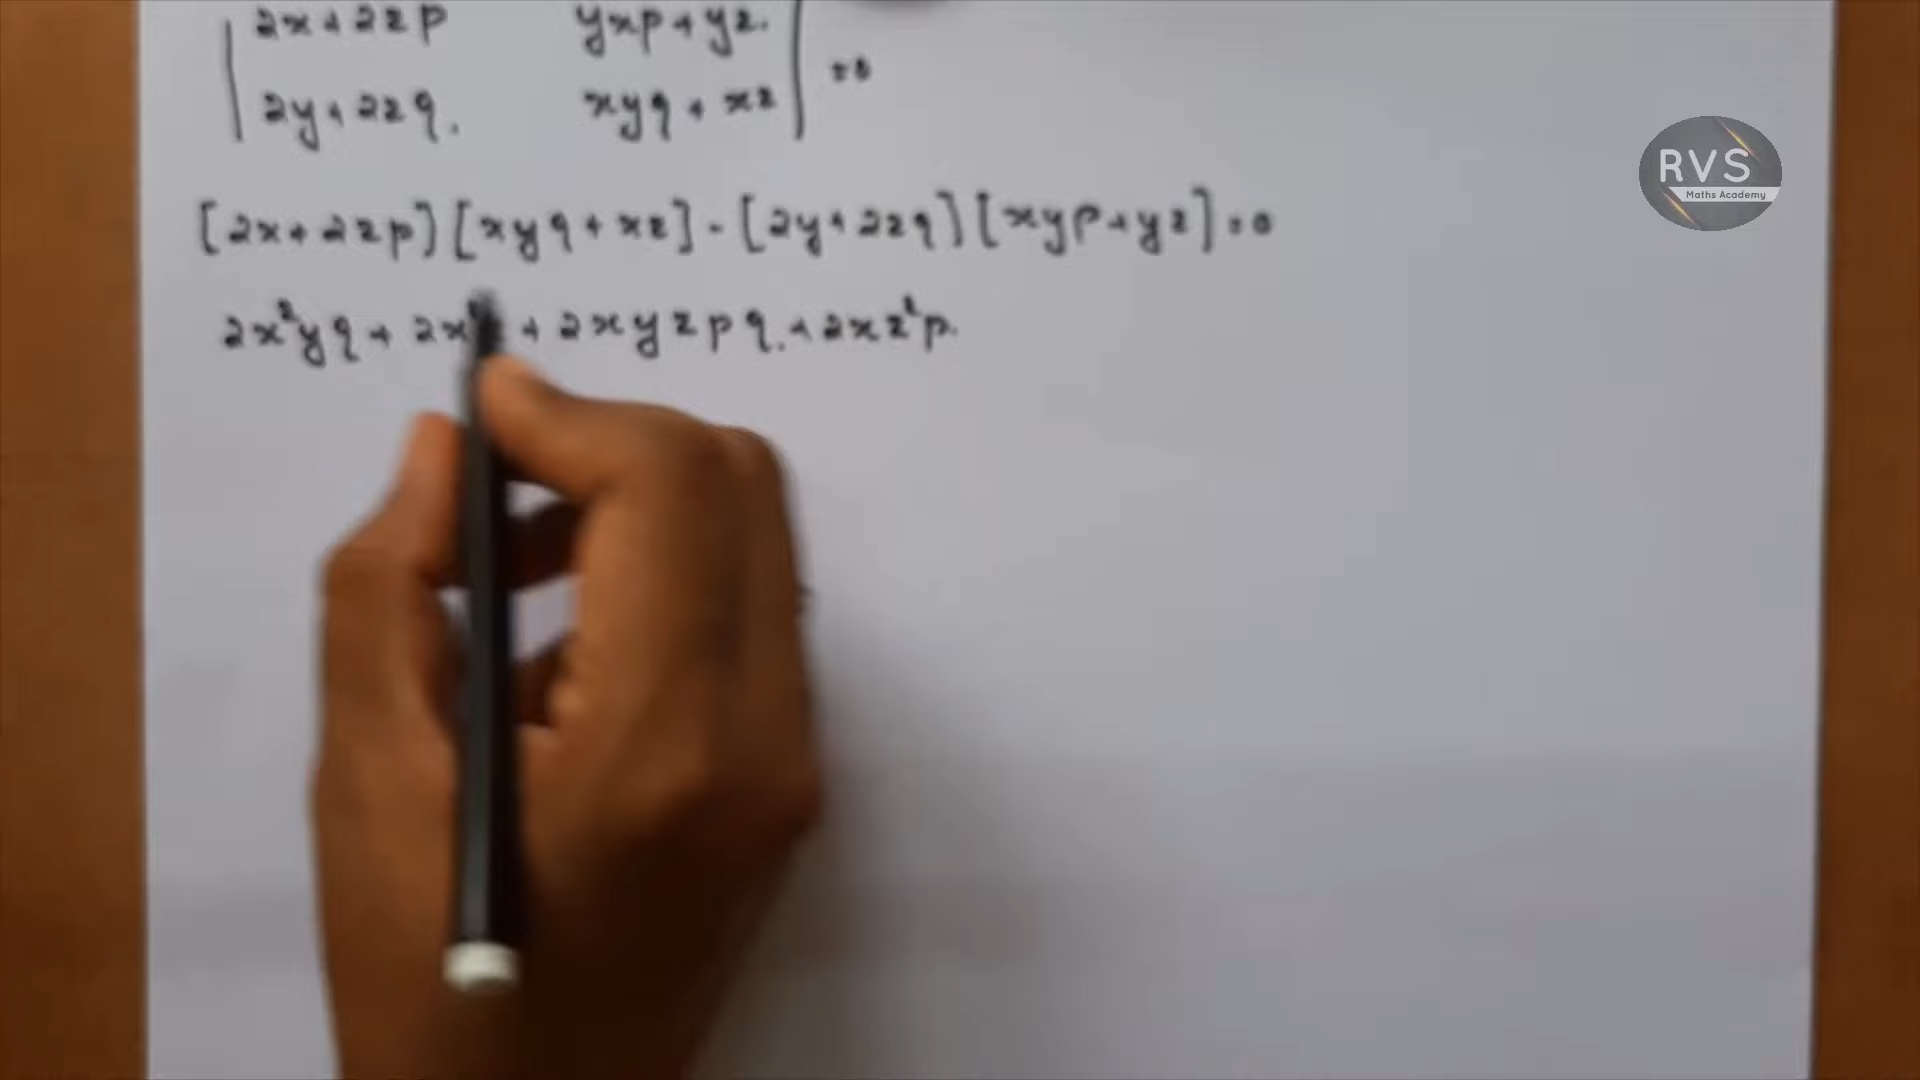 | 2x+2zp yxp+yz. |
| 2y+2zq. xyq+xz | =0
[2x+2zp][xyq+xz]-[2y+2zq][xyp+yz]=0
2x²yq+2x +2xyzpq.+2xz²p.
RVS
Maths Academy